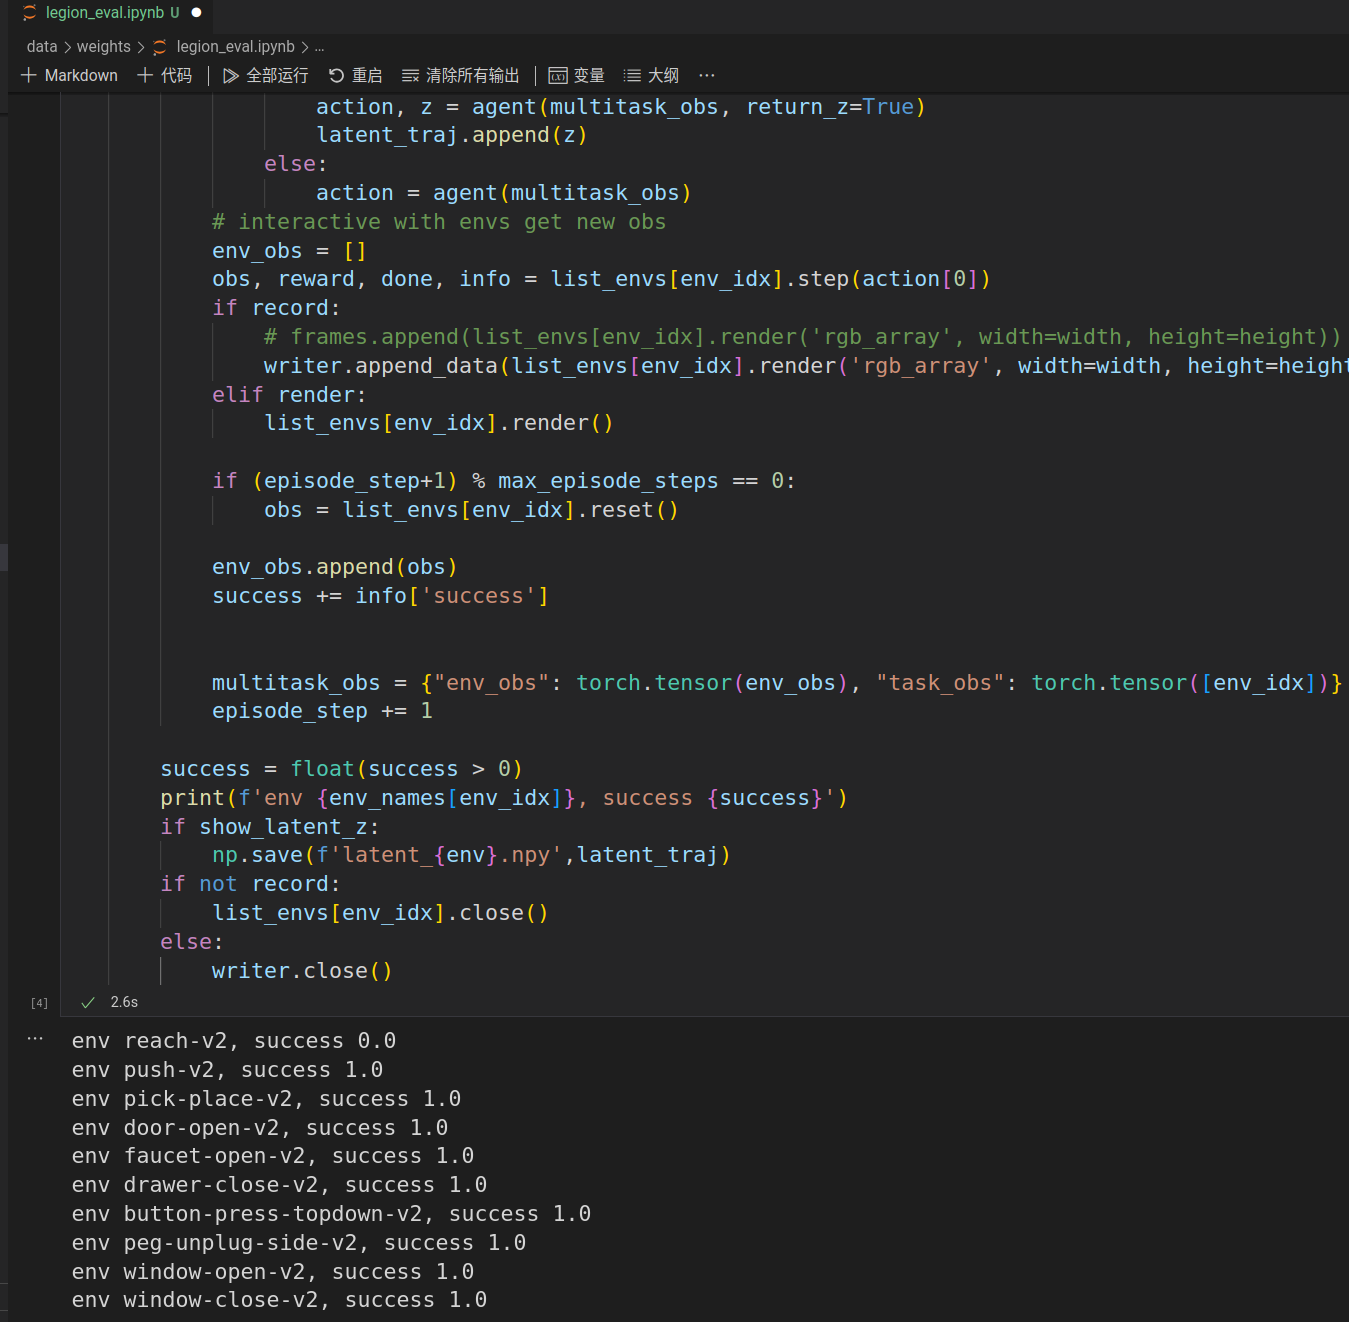 legion_eval.ipynb U
data > weights > legion_eval.ipynb > ...
+ Markdown + 代码 | 全部运行 重启 清除所有输出 | 变量 大纲 ...
action, z = agent(multitask_obs, return_z=True)
latent_traj.append(z)
else:
action = agent(multitask_obs)
# interactive with envs get new obs
env_obs = []
obs, reward, done, info = list_envs[env_idx].step(action[0])
if record:
# frames.append(list_envs[env_idx].render('rgb_array', width=width, height=height))
writer.append_data(list_envs[env_idx].render('rgb_array', width=width, height=height
elif render:
list_envs[env_idx].render()
if (episode_step+1) % max_episode_steps == 0:
obs = list_envs[env_idx].reset()
env_obs.append(obs)
success += info['success']
multitask_obs = {"env_obs": torch.tensor(env_obs), "task_obs": torch.tensor([env_idx])}
episode_step += 1
success = float(success > 0)
print(f'env {env_names[env_idx]}, success {success}')
if show_latent_z:
np.save(f'latent_{env}.npy',latent_traj)
if not record:
list_envs[env_idx].close()
else:
writer.close()
[4] 2.6s
... env reach-v2, success 0.0
env push-v2, success 1.0
env pick-place-v2, success 1.0
env door-open-v2, success 1.0
env faucet-open-v2, success 1.0
env drawer-close-v2, success 1.0
env button-press-topdown-v2, success 1.0
env peg-unplug-side-v2, success 1.0
env window-open-v2, success 1.0
env window-close-v2, success 1.0